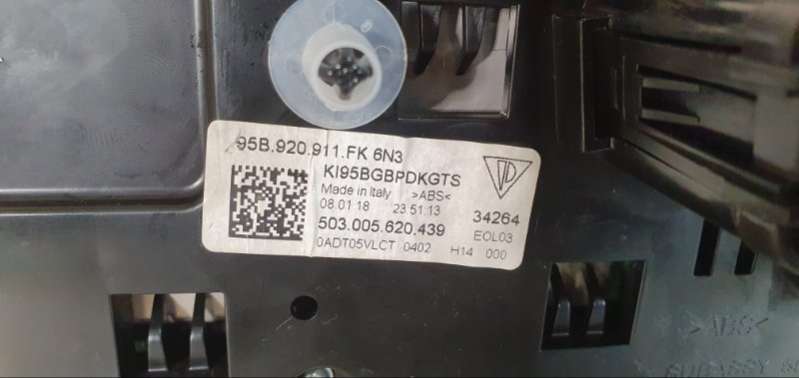 95B.920.911.FK 6N3
KI95BGBPDKGTS
Made in Italy >ABS<
08.01.18 23:51:13
34264
503.005.620.439
EOL03
0ADT05VLCT 0402 H14 000
>ABS<